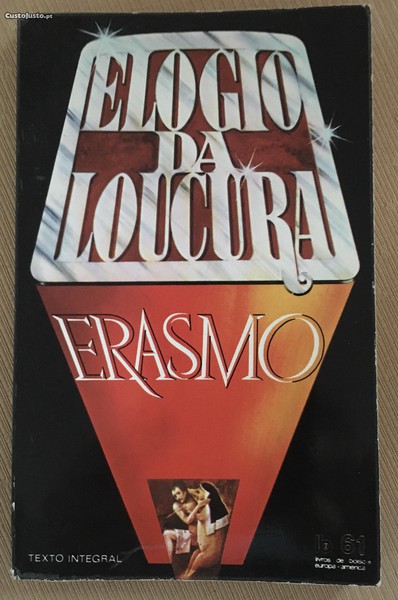 CustoJusto.pt
ELOGIO
DA
LOUCURA
ERASMO
TEXTO INTEGRAL
lb 61
livros de bolso
europa-américa